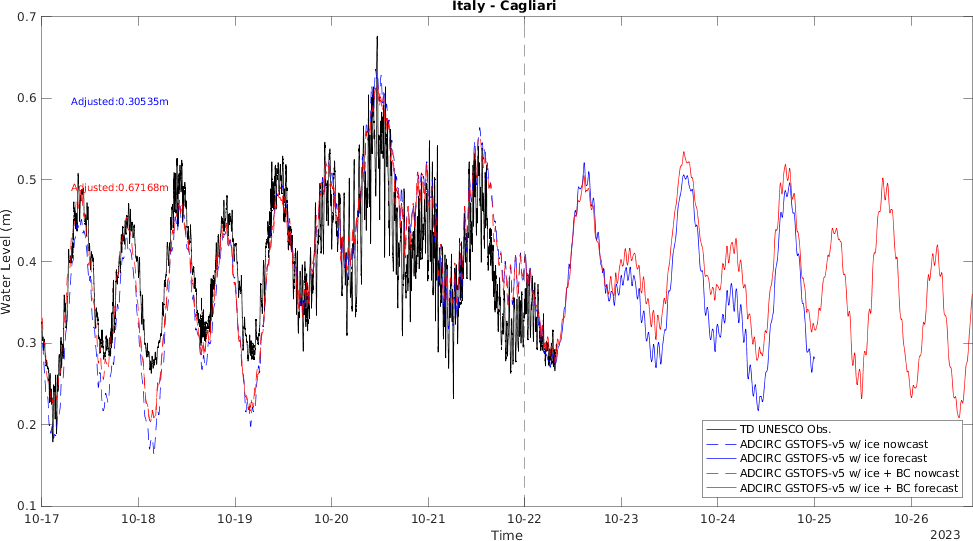 Italy - Cagliari
0.7
0.6
0.5
0.4
0.3
0.2
0.1
Water Level (m)
Adjusted:0.30535m
Adjusted:0.67168m
TD UNESCO Obs.
ADCIRC GSTOFS-v5 w/ ice nowcast
ADCIRC GSTOFS-v5 w/ ice forecast
ADCIRC GSTOFS-v5 w/ ice + BC nowcast
ADCIRC GSTOFS-v5 w/ ice + BC forecast
10-17 10-18 10-19 10-20 10-21 10-22 10-23 10-24 10-25 10-26
Time
2023